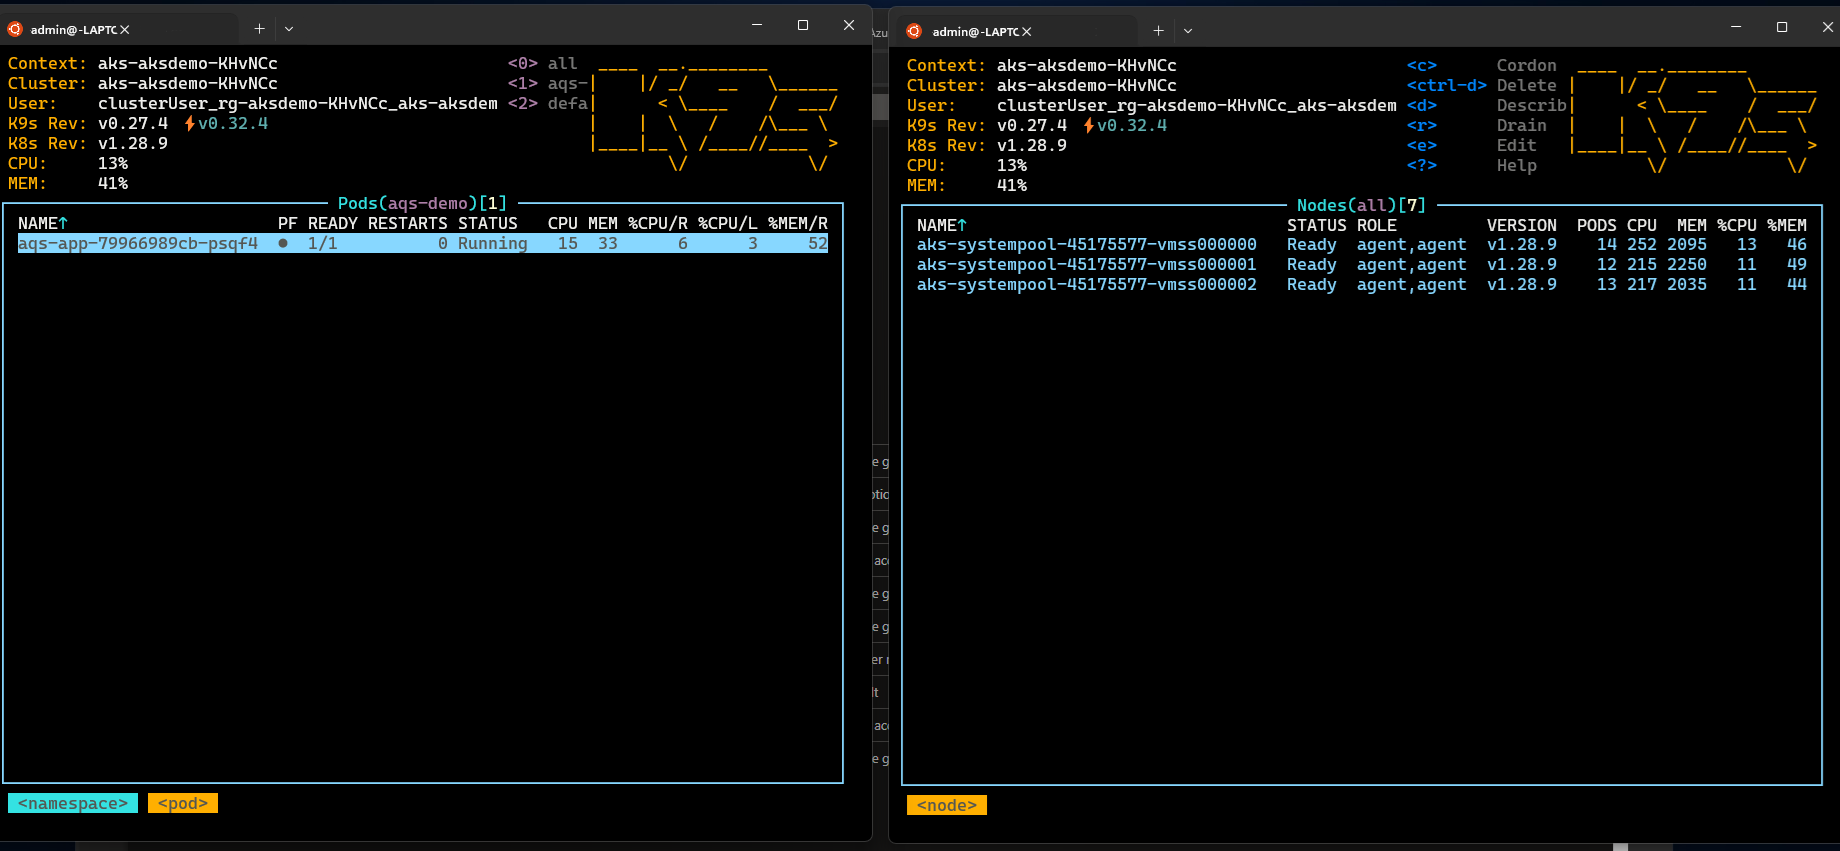 admin@-LAPTC
Context: aks-aksdemo-KHvNCc <0> all
Cluster: aks-aksdemo-KHvNCc <1> aqs-
User: clusterUser_rg-aksdemo-KHvNCc_aks-aksdem <2> defa
K9s Rev: v0.27.4 ⚡v0.32.4
K8s Rev: v1.28.9
CPU: 13%
MEM: 41%
Pods(aqs-demo)[1]
NAME↑ PF READY RESTARTS STATUS CPU MEM %CPU/R %CPU/L %MEM/R
aqs-app-79966989cb-psqf4 ● 1/1 0 Running 15 33 6 3 52
<namespace> <pod>
Azu
e g
ptic
e g
acc
e g
e g
er r
lt
acc
e g
admin@-LAPTC
Context: aks-aksdemo-KHvNCc <c> Cordon
Cluster: aks-aksdemo-KHvNCc <ctrl-d> Delete
User: clusterUser_rg-aksdemo-KHvNCc_aks-aksdem <d> Describ
K9s Rev: v0.27.4 ⚡v0.32.4 <r> Drain
K8s Rev: v1.28.9 <e> Edit
CPU: 13% <?> Help
MEM: 41%
Nodes(all)[7]
NAME↑ STATUS ROLE VERSION PODS CPU MEM %CPU %MEM
aks-systempool-45175577-vmss000000 Ready agent,agent v1.28.9 14 252 2095 13 46
aks-systempool-45175577-vmss000001 Ready agent,agent v1.28.9 12 215 2250 11 49
aks-systempool-45175577-vmss000002 Ready agent,agent v1.28.9 13 217 2035 11 44
<node>